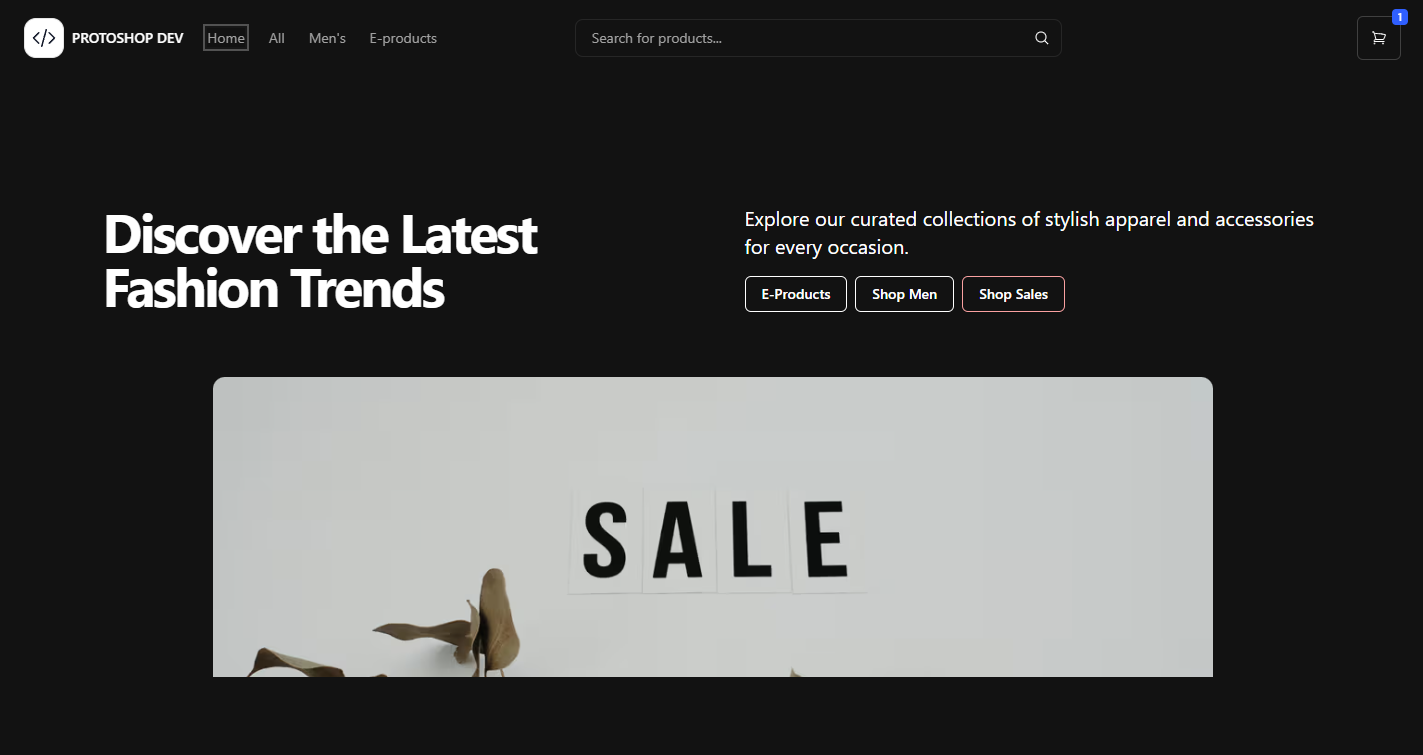 PROTOSHOP DEV
Home
All
Men's
E-products
Search for products...
1
Discover the Latest
Fashion Trends
Explore our curated collections of stylish apparel and accessories
for every occasion.
E-Products
Shop Men
Shop Sales
SALE